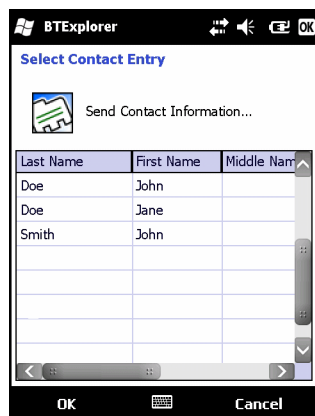 BTExplorer OK
Select Contact Entry
Send Contact Information...
Last Name First Name Middle Nam
Doe John
Doe Jane
Smith John
OK Cancel